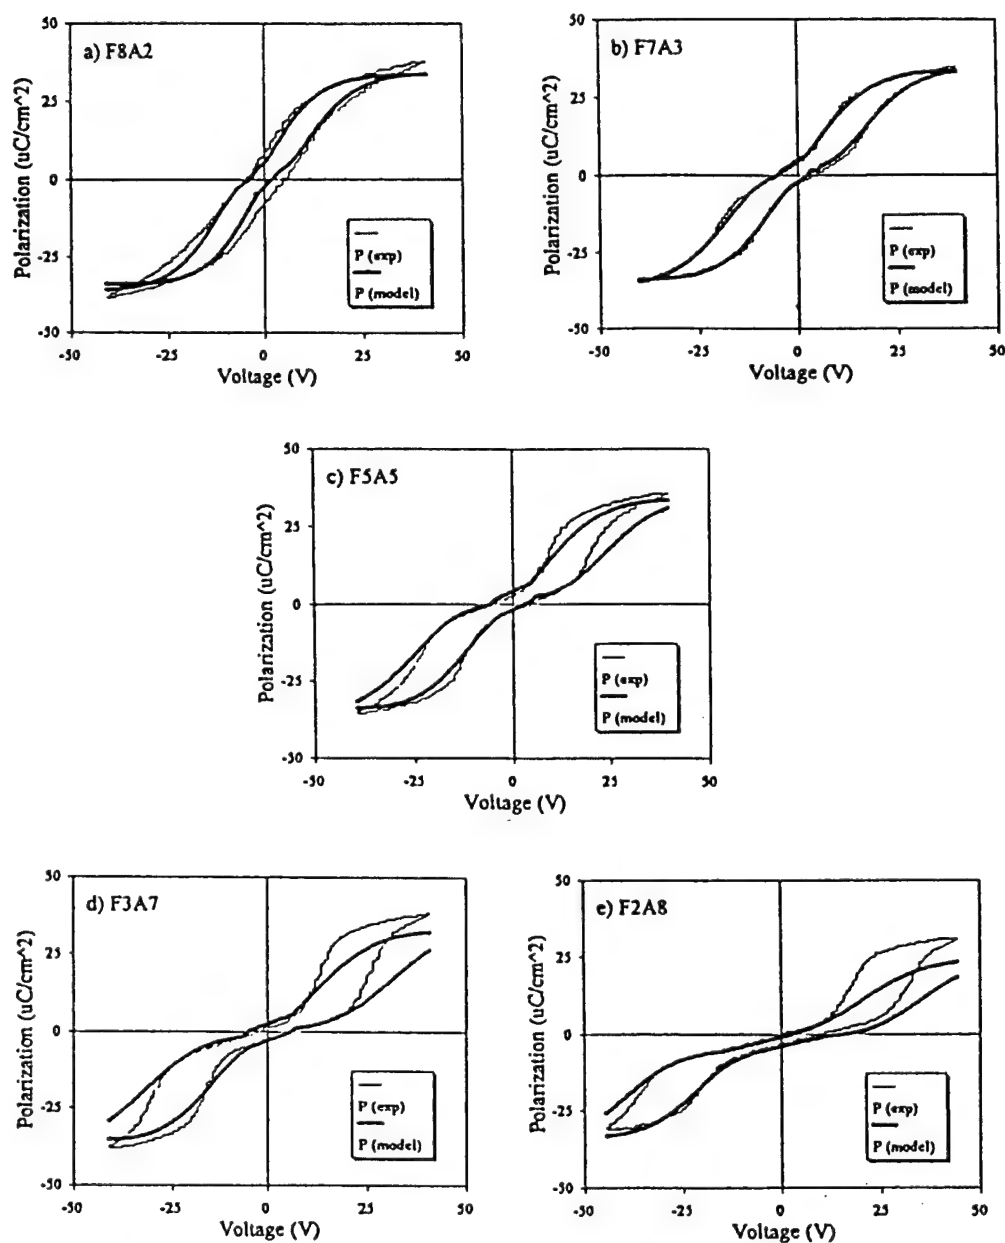 50
a) F8A2
25
0
-25
-50
Polarization (uC/cm^2)
P (exp)
P (model)
-50 -25 0 25 50
Voltage (V)
50
b) F7A3
25
0
-25
-50
Polarization (uC/cm^2)
P (exp)
P (model)
-50 -25 0 25 50
Voltage (V)
50
c) F5A5
25
0
-25
-50
Polarization (uC/cm^2)
P (exp)
P (model)
-50 -25 0 25 50
Voltage (V)
50
d) F3A7
25
0
-25
-50
Polarization (uC/cm^2)
P (exp)
P (model)
-50 -25 0 25 50
Voltage (V)
50
e) F2A8
25
0
-25
-50
Polarization (uC/cm^2)
P (exp)
P (model)
-50 -25 0 25 50
Voltage (V)